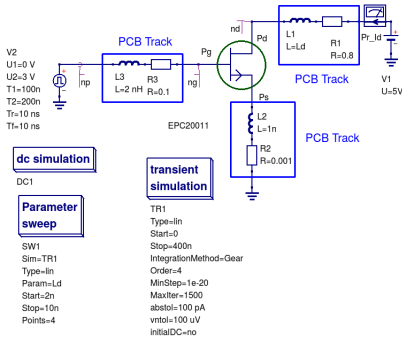 nd
Pd
L1
L=Ld
R1
R=0.8
Pr_Id
V1
U=5V
PCB Track
PCB Track
Pg
V2
U1=0 V
U2=3 V
T1=100n
T2=200n
Tr=10 ns
Tf=10 ns
np
L3
L=2 nH
R3
R=0.1
ng
EPC20011
Ps
L2
L=1n
R2
R=0.001
PCB Track
dc simulation
DC1
Parameter
sweep
SW1
Sim=TR1
Type=lin
Param=Ld
Start=2n
Stop=10n
Points=4
transient
simulation
TR1
Type=lin
Start=0
Stop=400n
IntegrationMethod=Gear
Order=4
MinStep=1e-20
MaxIter=1500
abstol=100 pA
vntol=100 uV
initialDC=no